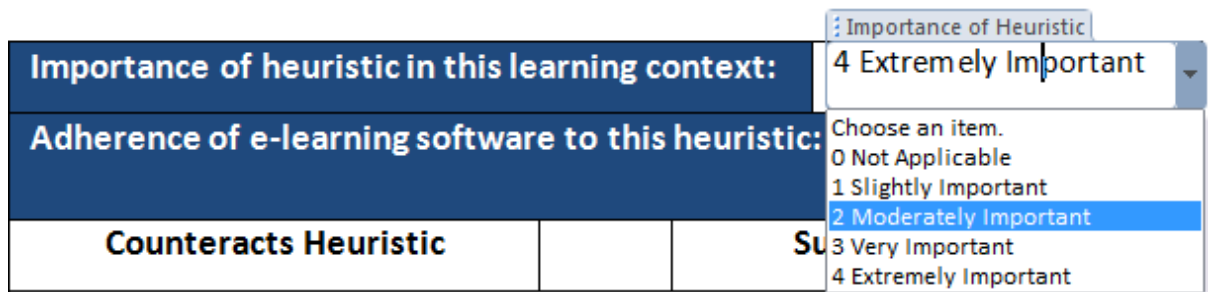 Importance of Heuristic
Importance of heuristic in this learning context:
4 Extremely Important
Adherence of e-learning software to this heuristic:
Choose an item.
0 Not Applicable
1 Slightly Important
2 Moderately Important
3 Very Important
4 Extremely Important
Counteracts Heuristic
Su